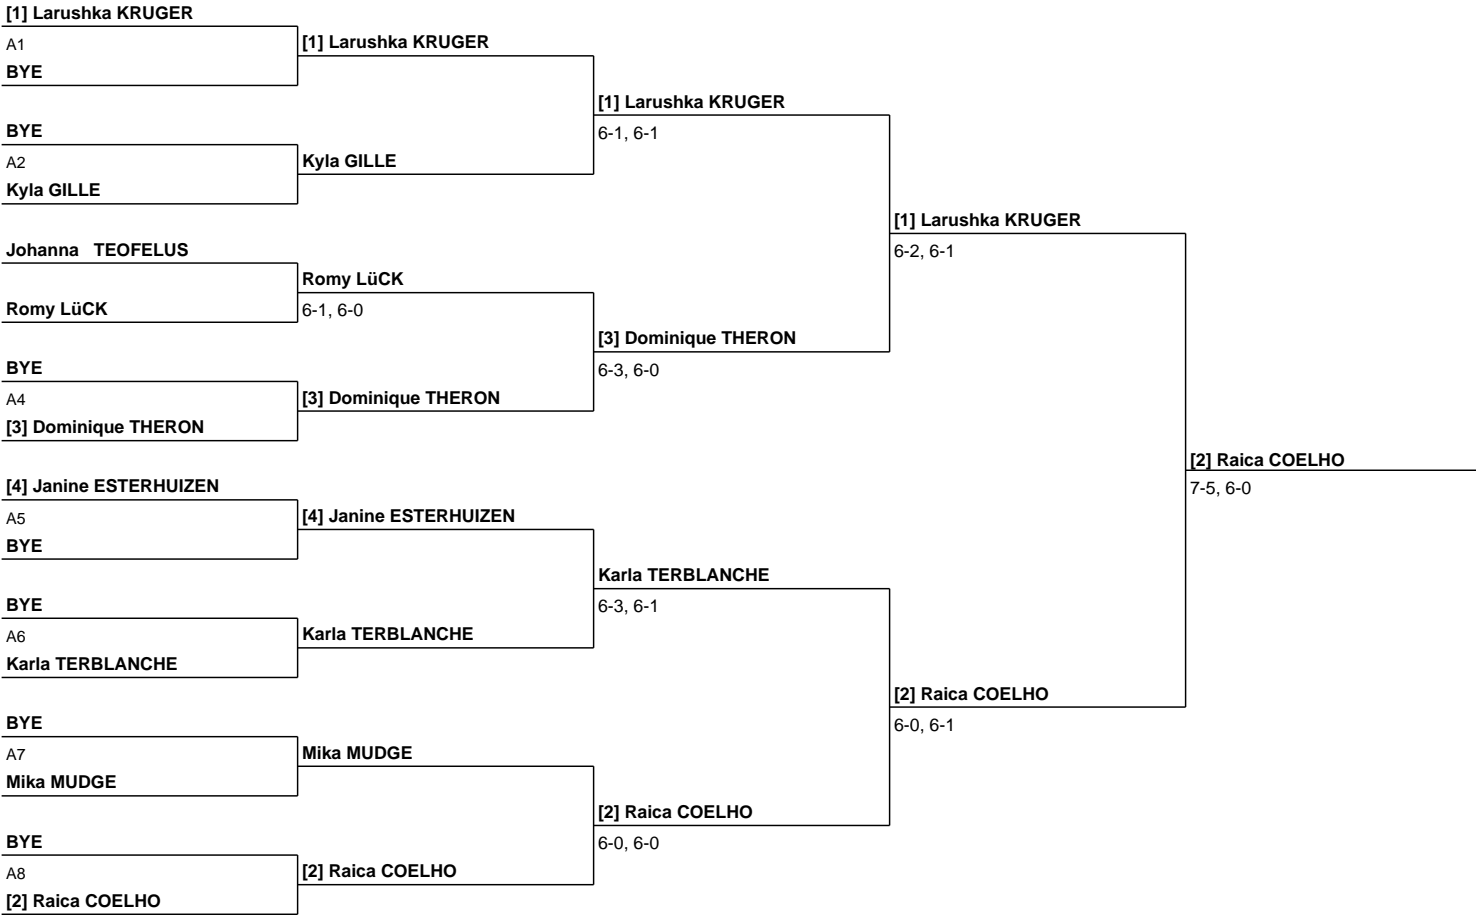 [1] Larushka KRUGER
A1
BYE
BYE
A2
Kyla GILLE
Johanna TEOFELUS
Romy LüCK
BYE
A4
[3] Dominique THERON
[4] Janine ESTERHUIZEN
A5
BYE
BYE
A6
Karla TERBLANCHE
BYE
A7
Mika MUDGE
BYE
A8
[2] Raica COELHO
[1] Larushka KRUGER
Kyla GILLE
Romy LüCK
6-1, 6-0
[3] Dominique THERON
[4] Janine ESTERHUIZEN
Karla TERBLANCHE
Mika MUDGE
[2] Raica COELHO
[1] Larushka KRUGER
6-1, 6-1
[3] Dominique THERON
6-3, 6-0
Karla TERBLANCHE
6-3, 6-1
[2] Raica COELHO
6-0, 6-0
[1] Larushka KRUGER
6-2, 6-1
[2] Raica COELHO
6-0, 6-1
[2] Raica COELHO
7-5, 6-0